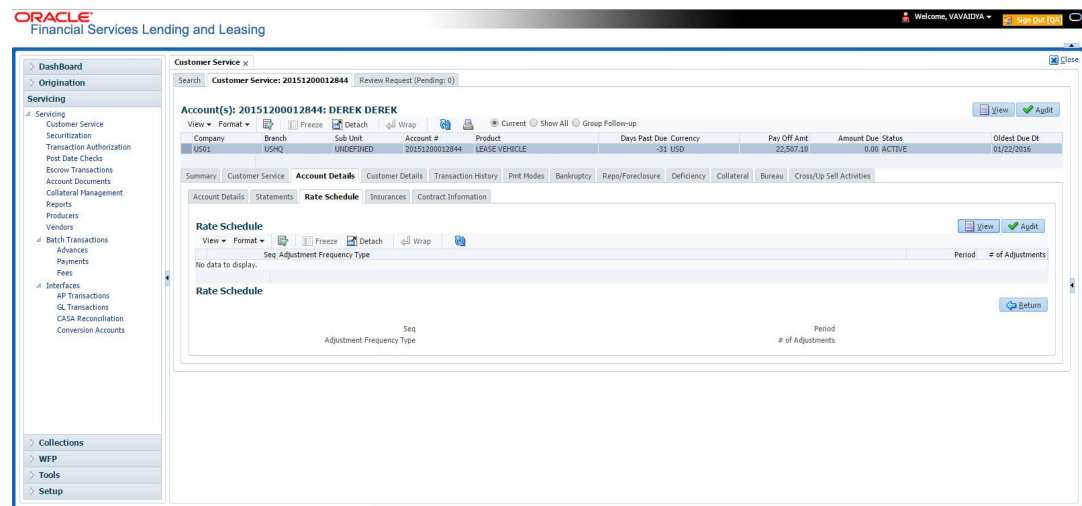 ORACLE
Financial Services Lending and Leasing
Welcome, VAVAIDYA
Sign Out [QA]
Close
DashBoard
Origination
Servicing
Servicing
Customer Service
Securitization
Transaction Authorization
Post Date Checks
Escrow Transactions
Account Documents
Collateral Management
Reports
Producers
Vendors
Batch Transactions
Advances
Payments
Fees
Interfaces
AP Transactions
GL Transactions
CASA Reconciliation
Conversion Accounts
Collections
WFP
Tools
Setup
Customer Service x
Search Customer Service: 20151200012844 Review Request (Pending: 0)
Account(s): 20151200012844: DEREK DEREK
View Audit
View Format Freeze Detach Wrap Current Show All Group Follow-up
Company Branch Sub Unit Account # Product Days Past Due Currency Pay Off Amt Amount Due Status Oldest Due Dt
US01 USHQ UNDEFINED 20151200012844 LEASE VEHICLE -31 USD 22,507.10 0.00 ACTIVE 01/22/2016
Summary Customer Service Account Details Customer Details Transaction History Pmt Modes Bankruptcy Repo/Foreclosure Deficiency Collateral Bureau Cross/Up Sell Activities
Account Details Statements Rate Schedule Insurances Contract Information
Rate Schedule
View Audit
View Format Freeze Detach Wrap
Seq Adjustment Frequency Type Period # of Adjustments
No data to display.
Rate Schedule
Return
Seq Period
Adjustment Frequency Type # of Adjustments